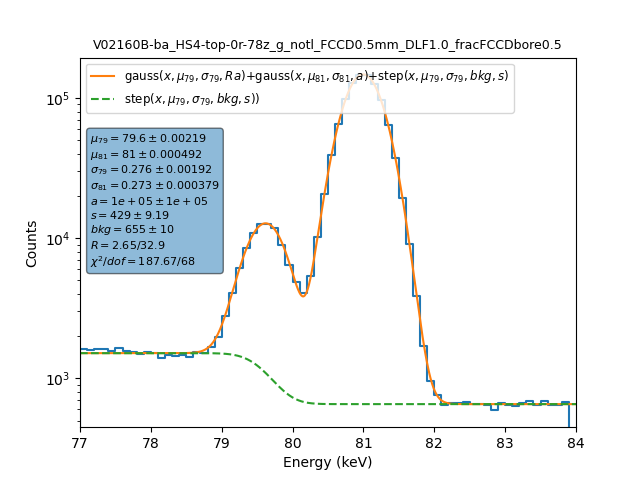 V02160B-ba_HS4-top-0r-78z_g_notl_FCCD0.5mm_DLF1.0_fracFCCDbore0.5
gauss(x, μ79, σ79, Ra)+gauss(x, μ81, σ81, a)+step(x, μ79, σ79, bkg, s)
step(x, μ79, σ79, bkg, s))
μ79 = 79.6 ± 0.00219
μ81 = 81 ± 0.000492
σ79 = 0.276 ± 0.00192
σ81 = 0.273 ± 0.000379
a = 1e + 05 ± 1e + 05
s = 429 ± 9.19
bkg = 655 ± 10
R = 2.65/32.9
χ²/dof = 187.67/68
Counts
10⁵
10⁴
10³
77 78 79 80 81 82 83 84
Energy (keV)